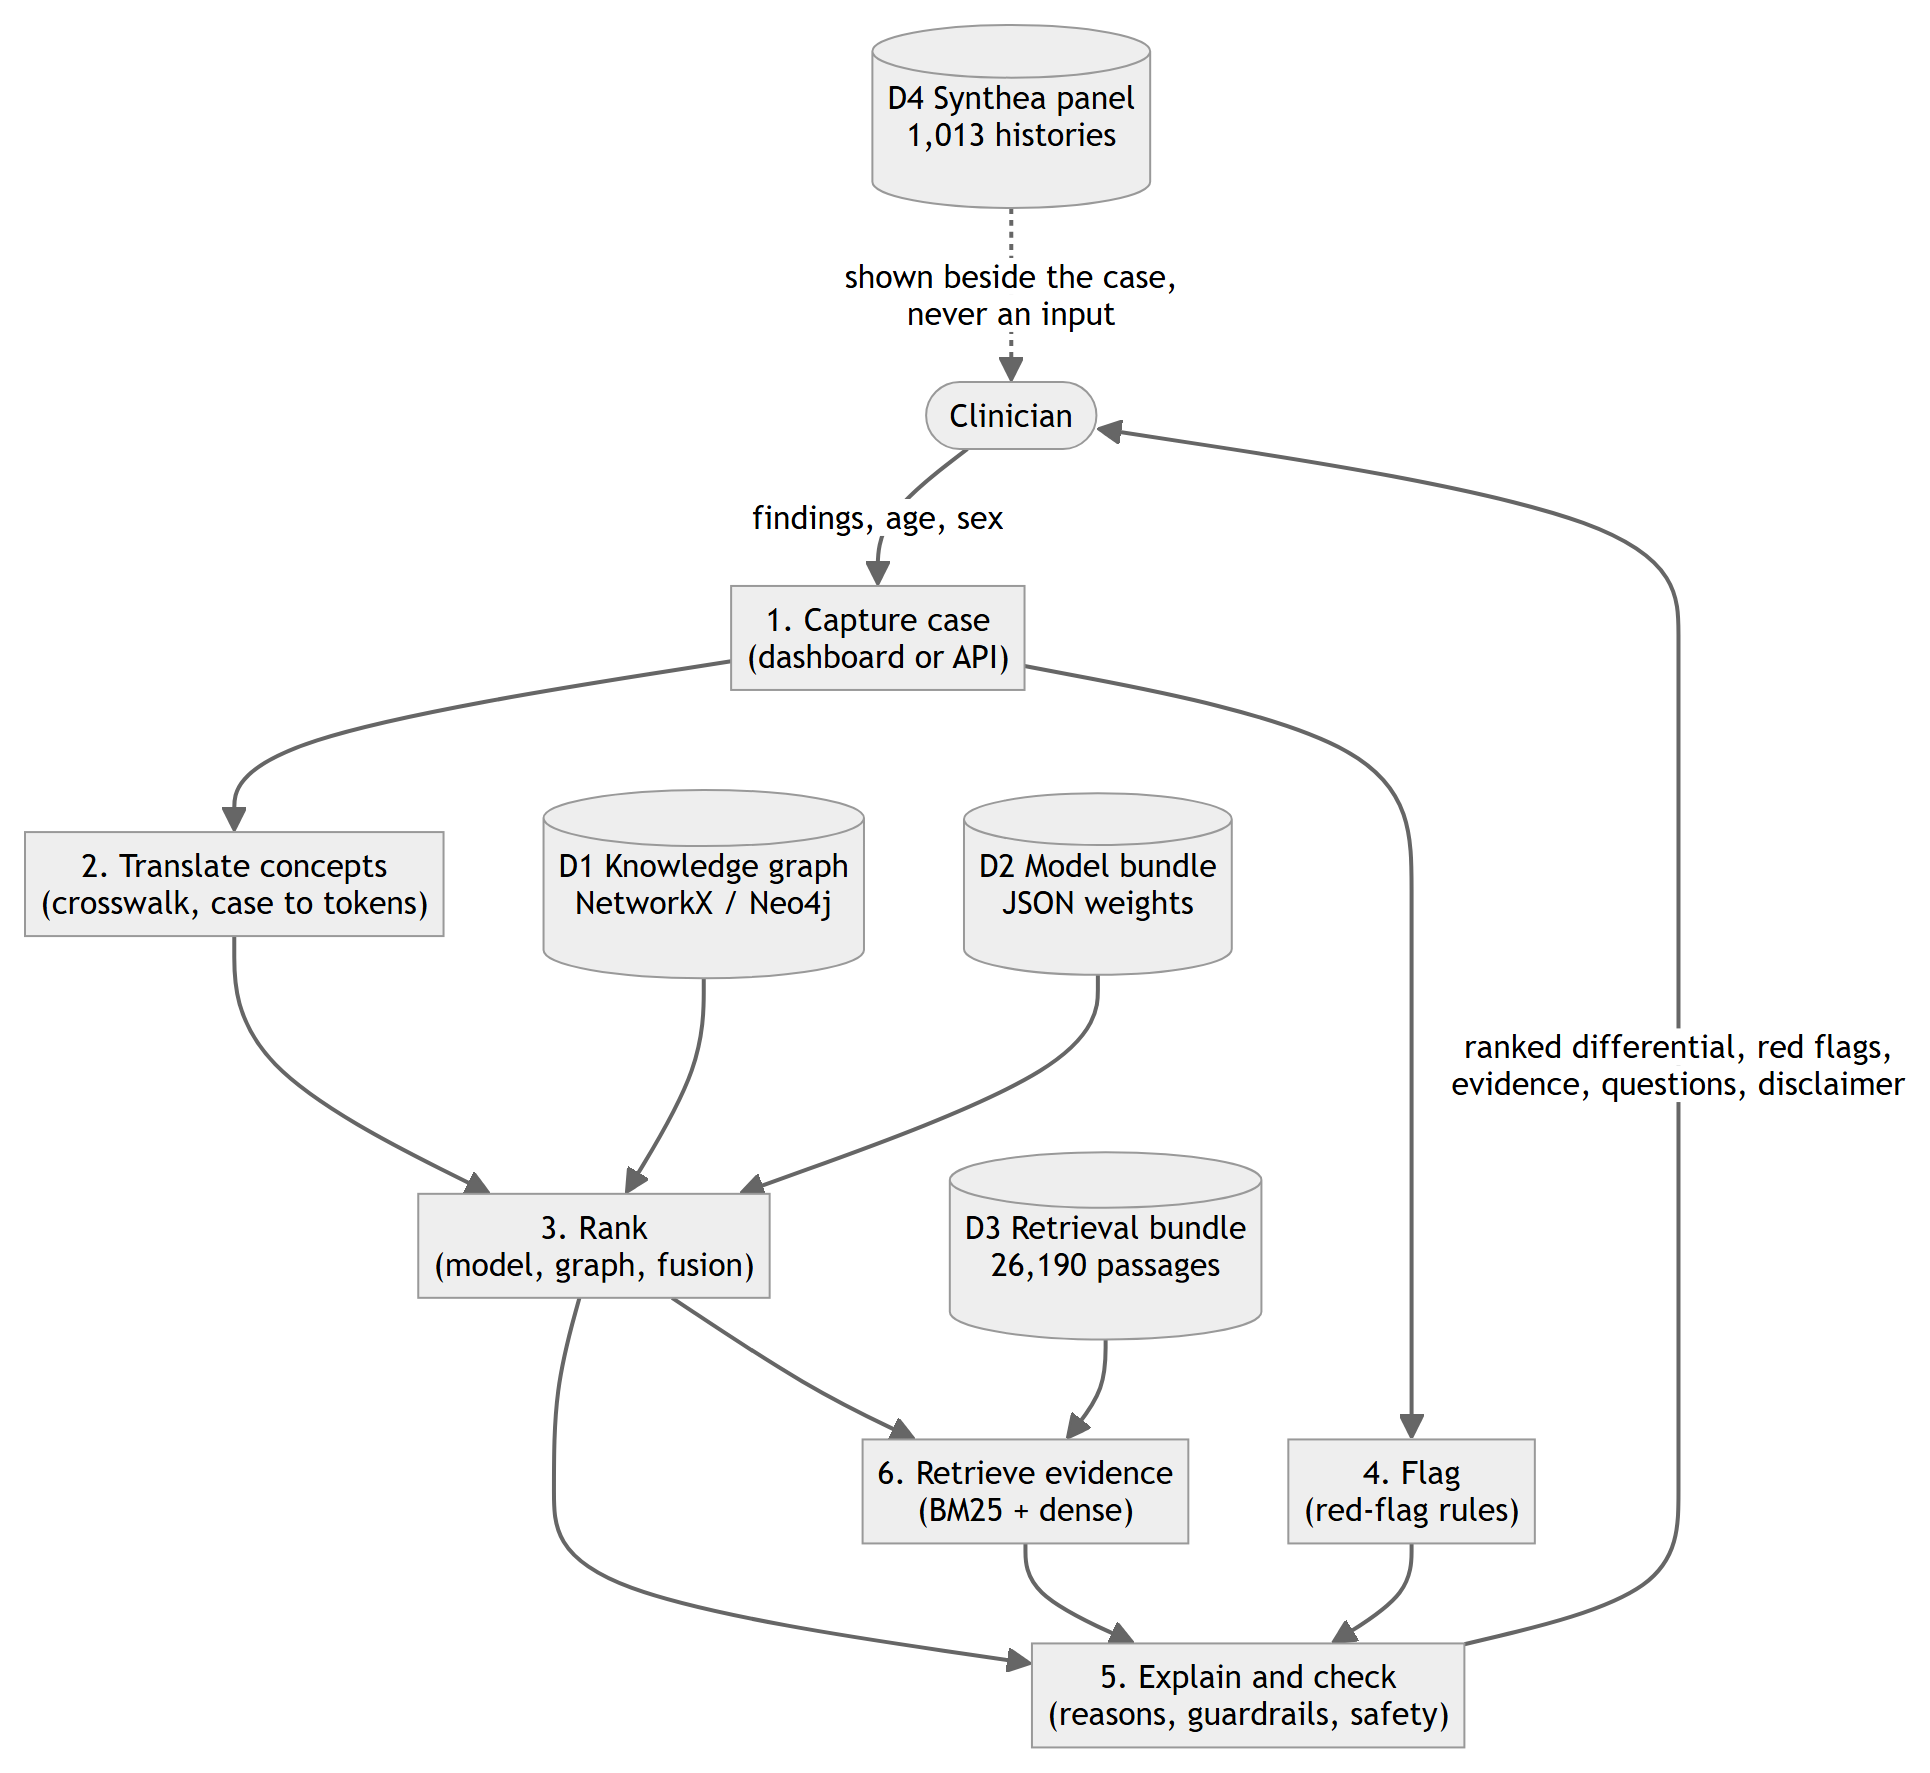 D4 Synthea panel
1,013 histories
shown beside the case,
never an input
Clinician
findings, age, sex
1. Capture case
(dashboard or API)
2. Translate concepts
(crosswalk, case to tokens)
D1 Knowledge graph
NetworkX / Neo4j
D2 Model bundle
JSON weights
ranked differential, red flags,
evidence, questions, disclaimer
3. Rank
(model, graph, fusion)
D3 Retrieval bundle
26,190 passages
6. Retrieve evidence
(BM25 + dense)
4. Flag
(red-flag rules)
5. Explain and check
(reasons, guardrails, safety)